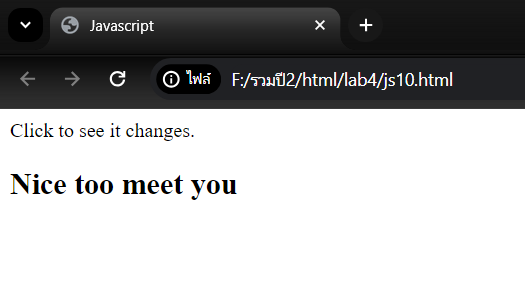 Javascript
ไฟล์ F:/รวมปี2/html/lab4/js10.html
Click to see it changes.
Nice too meet you